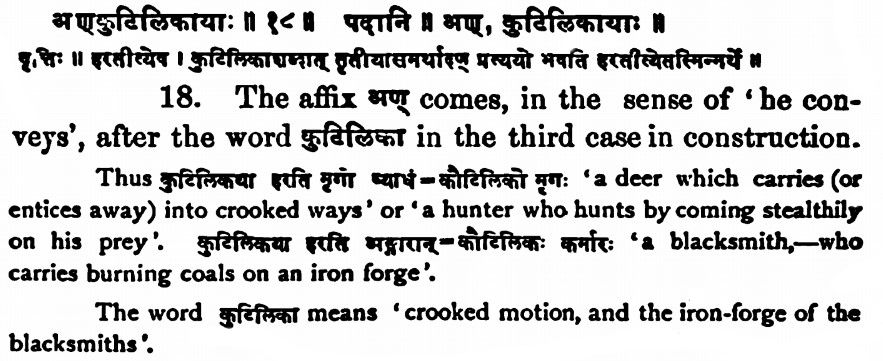 अण्कुटिलिकायाः ॥ १८॥ पदानि ॥ अण्, कुटिलिकायाः ॥
वृत्तिः ॥ हरतीत्येव । कुटिलिकाशब्दात् तृतीयासमर्थादण् प्रत्ययो भवति हरतीत्येतस्मिन्नर्थे ॥
18. The affix अण् comes, in the sense of ‘he con-
veys’, after the word कुटिलिका in the third case in construction.
Thus कुटिलिकया हरति मृगो व्याधं=कौटिलिको मृगः ‘a deer which carries (or
entices away) into crooked ways’ or ‘a hunter who hunts by coming stealthily
on his prey’. कुटिलिकया हरति अङ्गारान्=कौटिलिकः कर्मारः ‘a blacksmith,—who
carries burning coals on an iron forge’.
The word कुटिलिका means ‘crooked motion, and the iron-forge of the
blacksmiths’.